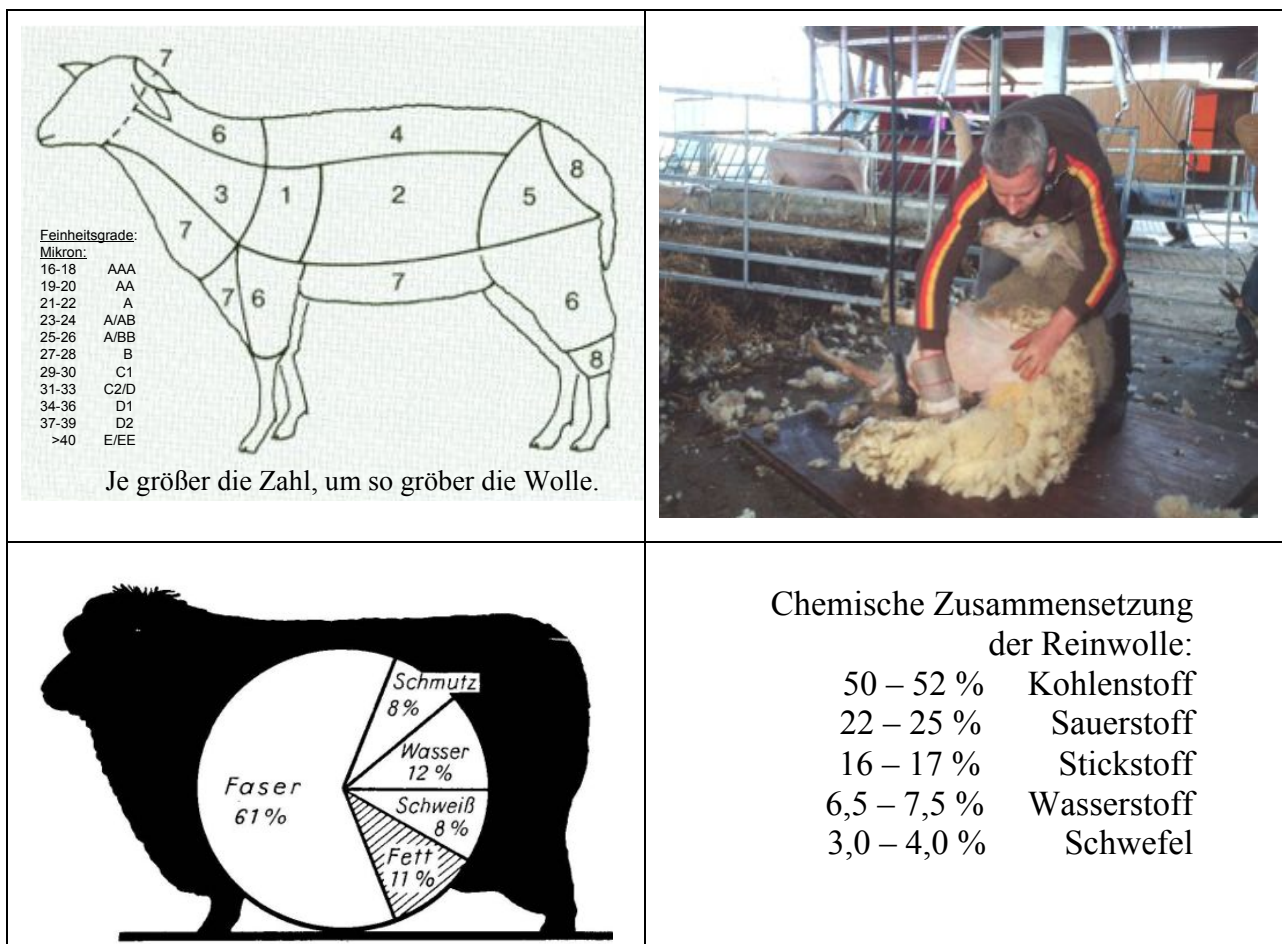 7
6
4
8
3
1
2
5
7
7
6
7
6
8
Feinheitsgrade:
Mikron:
16-18 AAA
19-20 AA
21-22 A
23-24 A/AB
25-26 A/BB
27-28 B
29-30 C1
31-33 C2/D
34-36 D1
37-39 D2
>40 E/EE
Je größer die Zahl, um so gröber die Wolle.
Schmutz
8%
Wasser
12%
Faser
61%
Schweiß
8%
Fett
11%
Chemische Zusammensetzung
der Reinwolle:
50 – 52 % Kohlenstoff
22 – 25 % Sauerstoff
16 – 17 % Stickstoff
6,5 – 7,5 % Wasserstoff
3,0 – 4,0 % Schwefel